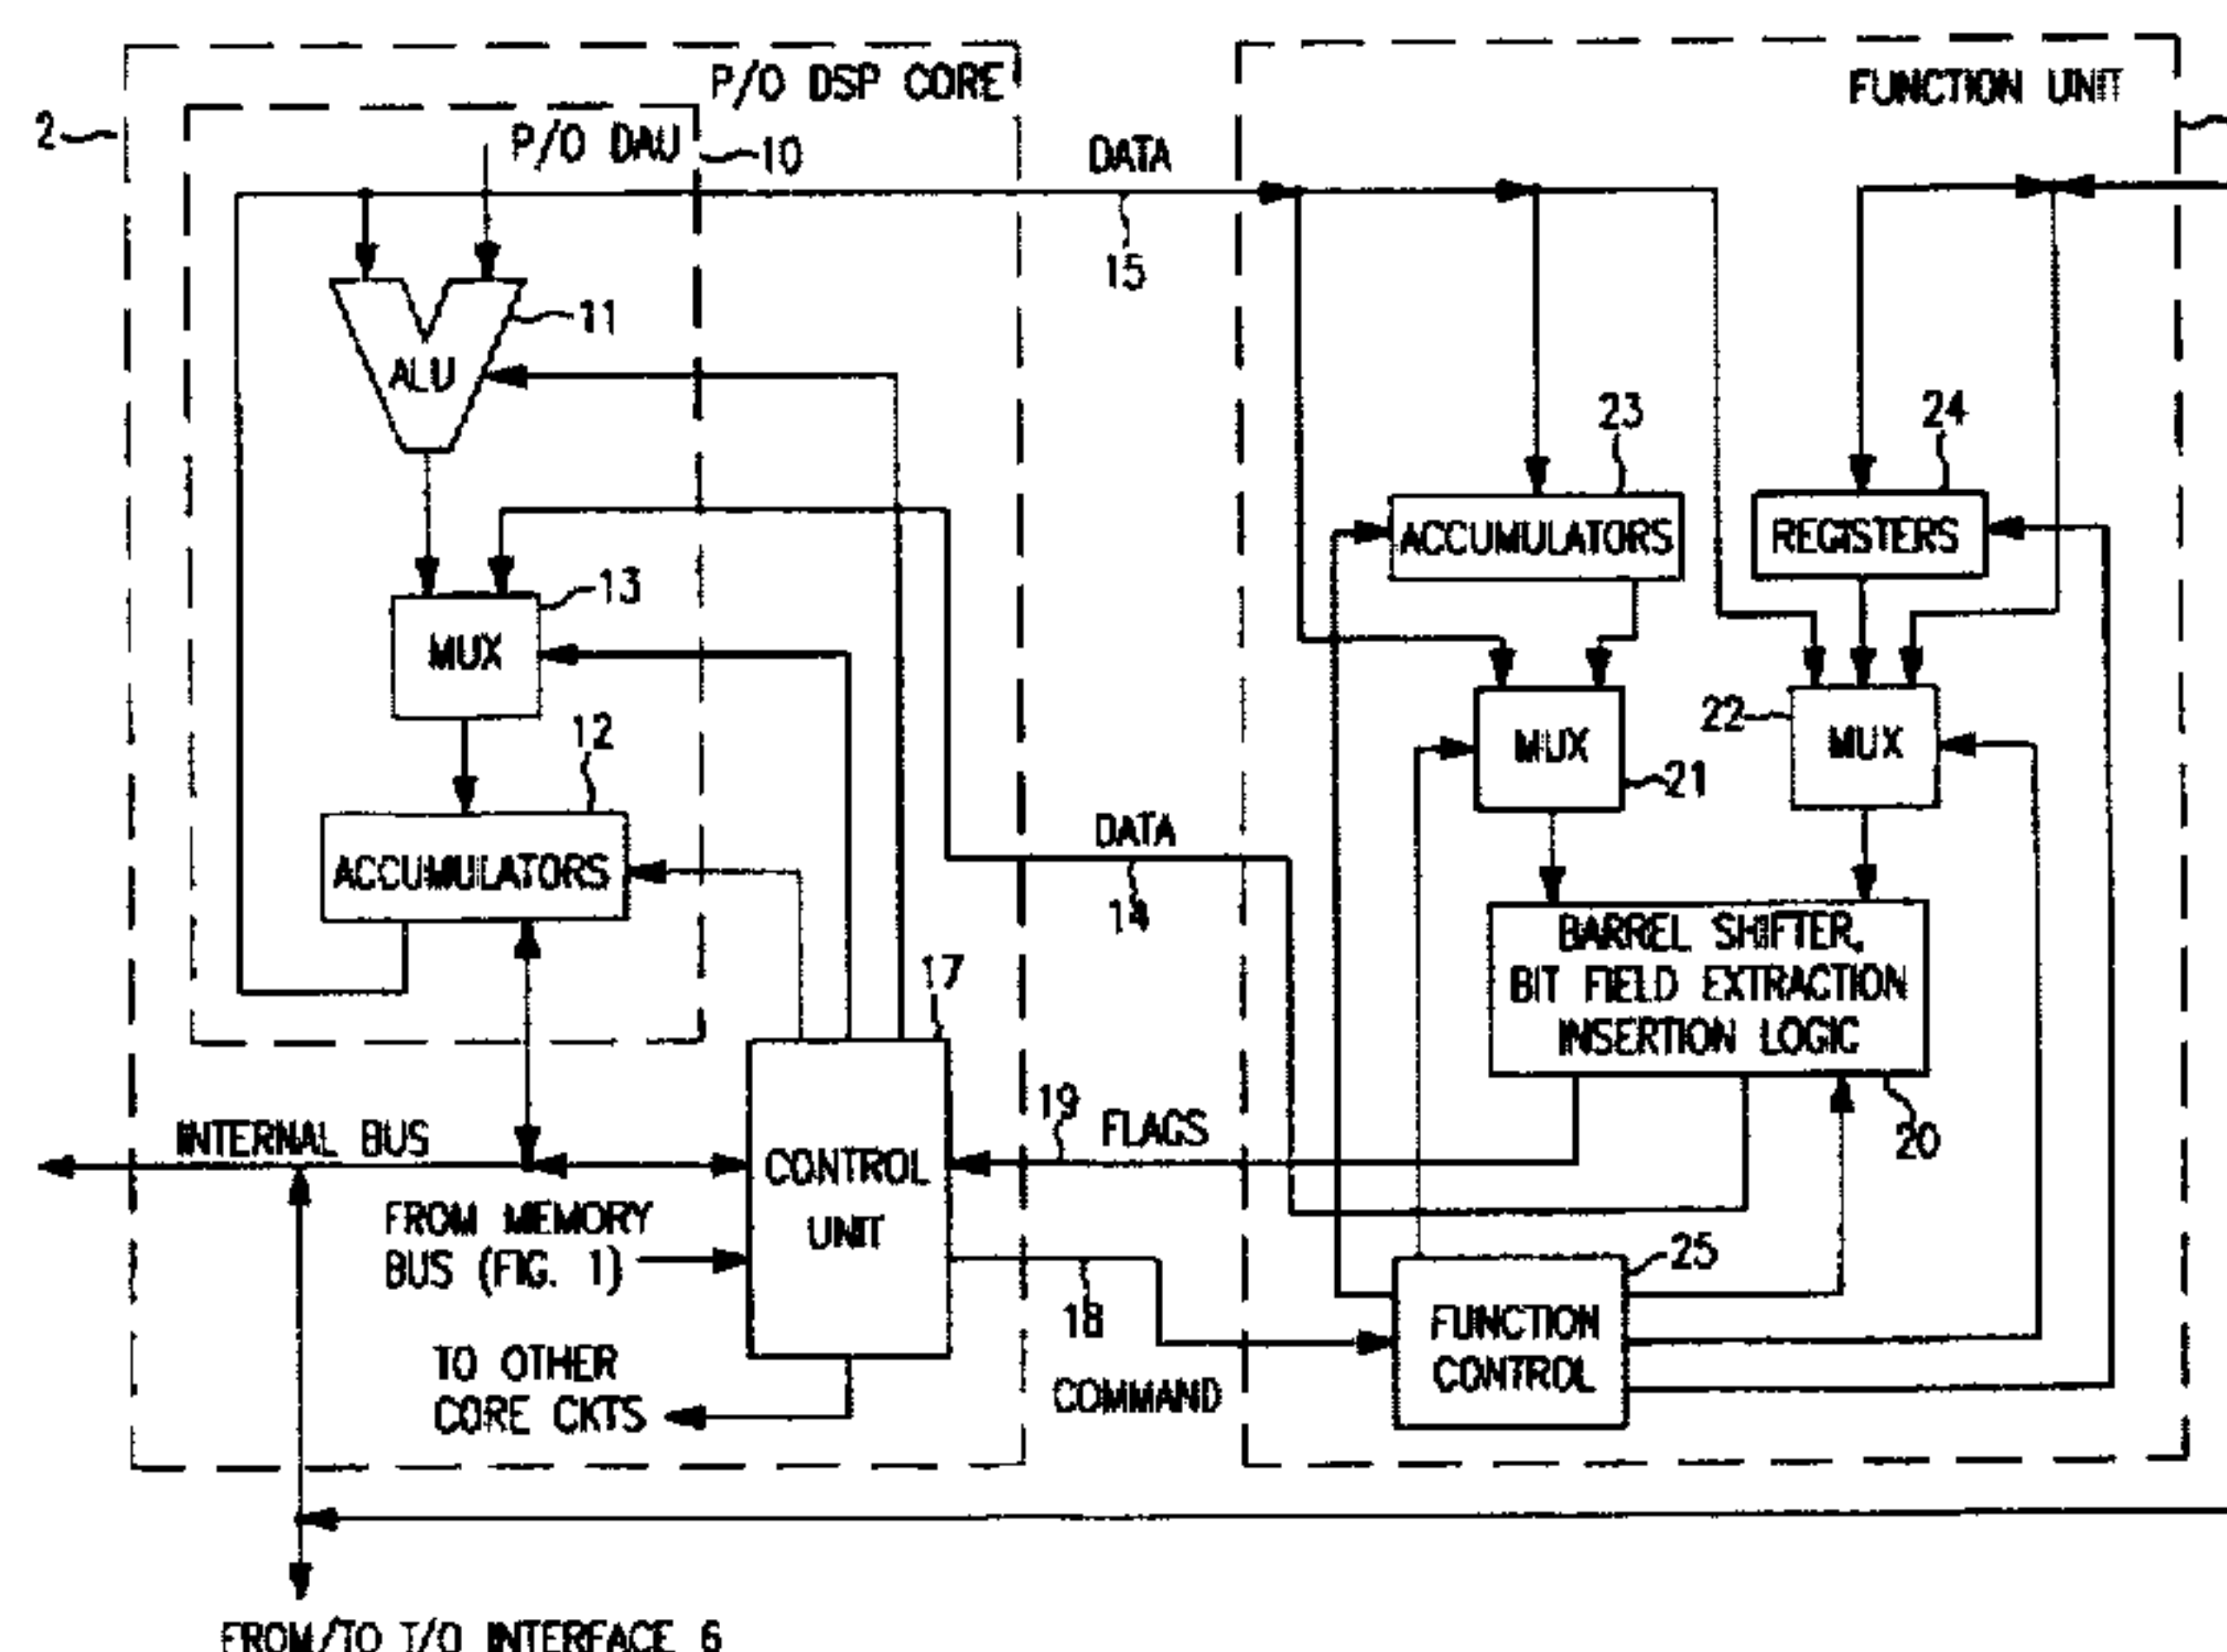 P/O DSP CORE
FUNCTION UNIT
2
P/O DAU
10
DATA
15
11
ALU
23
24
ACCUMULATORS
REGISTERS
13
MUX
12
22
MUX
MUX
21
DATA
14
ACCUMULATORS
BARREL SHIFTER,
BIT FIELD EXTRACTION
INSERTION LOGIC
17
20
19
FLAGS
INTERNAL BUS
CONTROL
UNIT
FROM MEMORY
BUS (FIG. 1)
25
18
FUNCTION
CONTROL
TO OTHER
CORE CKTS
COMMAND
FROM/TO I/O INTERFACE 6